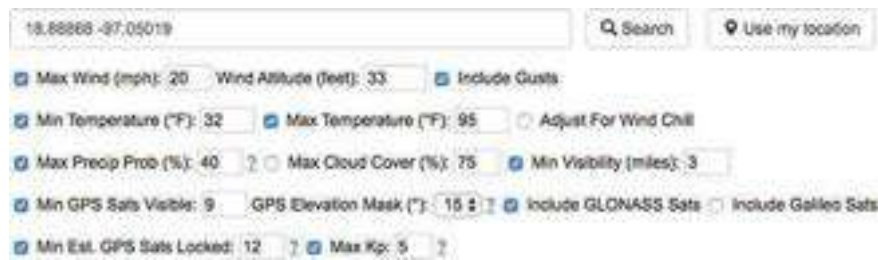 18.88868 -97.05019 Search Use my location
Max Wind (mph): 20 Wind Altitude (feet): 33 Include Gusts
Min Temperature (°F): 32 Max Temperature (°F): 95 Adjust For Wind Chill
Max Precip Prob (%): 40 ? Max Cloud Cover (%): 75 Min Visibility (miles): 3
Min GPS Sats Visible: 9 GPS Elevation Mask (°): 15 ? Include GLONASS Sats Include Galileo Sats
Min Est. GPS Sats Locked: 12 ? Max Kp: 5 ?